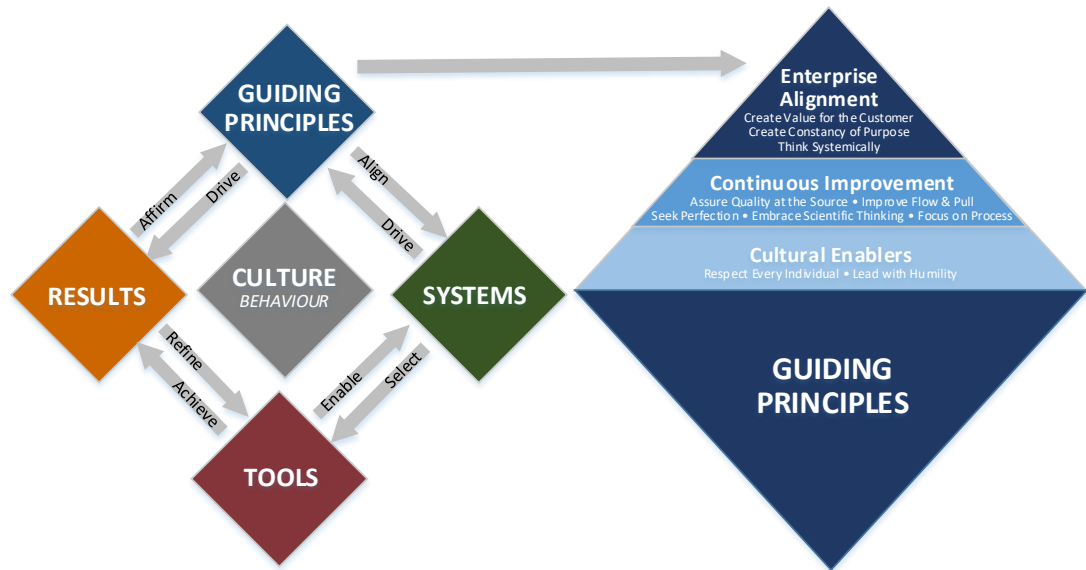 GUIDING
PRINCIPLES
Affirm
Drive
Align
Drive
RESULTS
CULTURE
BEHAVIOUR
SYSTEMS
Refine
Achieve
Enable
Select
TOOLS
Enterprise
Alignment
Create Value for the Customer
Create Constancy of Purpose
Think Systemically
Continuous Improvement
Assure Quality at the Source • Improve Flow & Pull
Seek Perfection • Embrace Scientific Thinking • Focus on Process
Cultural Enablers
Respect Every Individual • Lead with Humility
GUIDING
PRINCIPLES